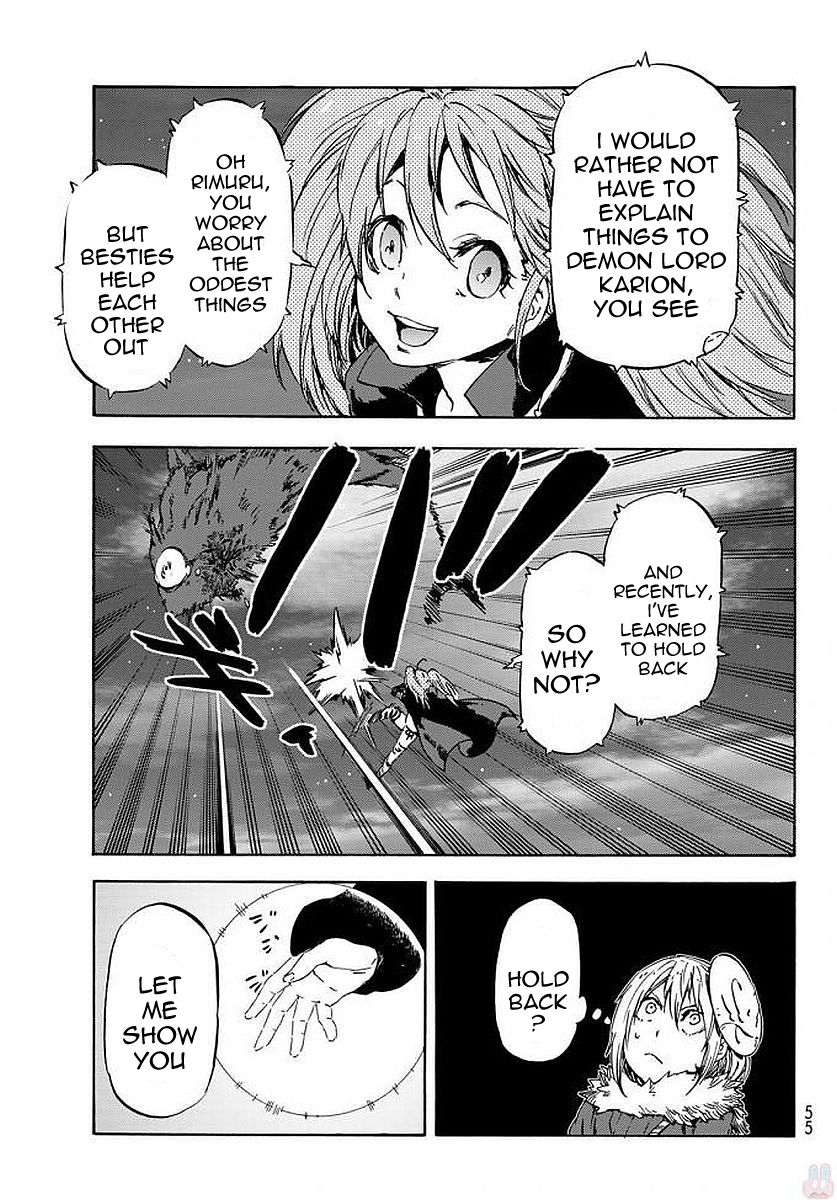 I WOULD
RATHER NOT
HAVE TO
EXPLAIN
THINGS TO
DEMON LORD
KARION,
YOU SEE
OH
RIMURU,
YOU
WORRY
ABOUT
THE
ODDEST
THINGS
BUT
BESTIES
HELP
EACH
OTHER
OUT
AND
RECENTLY,
I'VE
LEARNED
TO HOLD
BACK
SO
WHY
NOT?
HOLD
BACK
?
LET
ME
SHOW
YOU
55